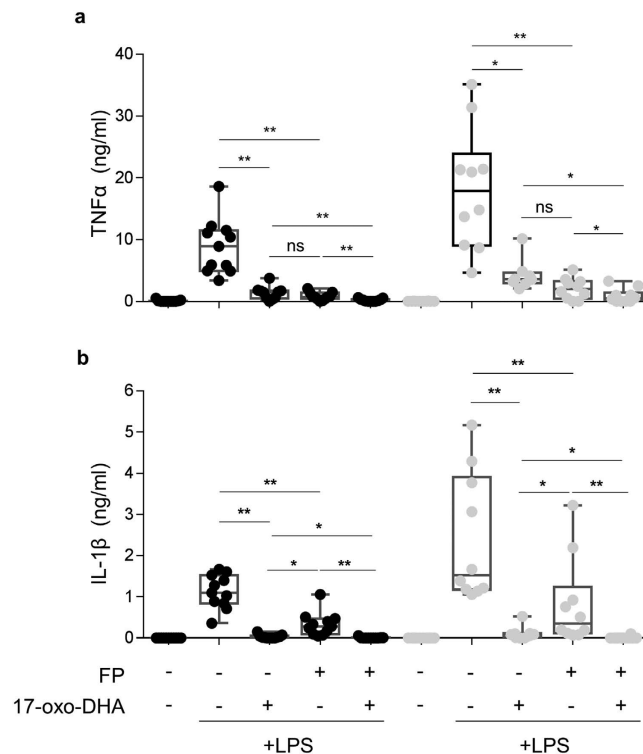 a
TNFα (ng/ml)
40
30
20
10
0
** ** ** ns ** ** * * ns *
b
IL-1β (ng/ml)
6
5
4
3
2
1
0
** ** * * ** ** ** * * **
FP - - - + + - - - + +
17-oxo-DHA - - + - + - - + - +
+LPS +LPS